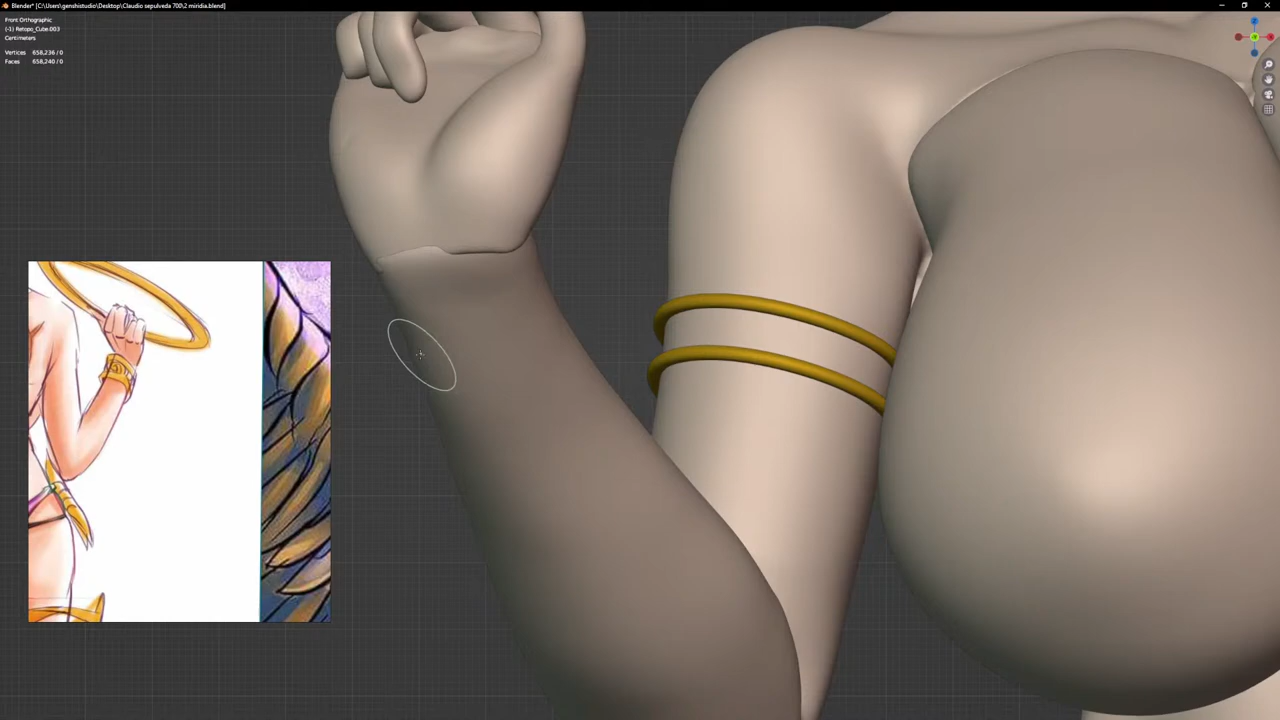 Blender* [C:\Users\genshistudio\Desktop\Claudio sepulveda 700\2 miridia.blend]
Front Orthographic
(-1) Retopo_Cube.003
Centimeters
Vertices 658,236 / 0
Faces 658,240 / 0